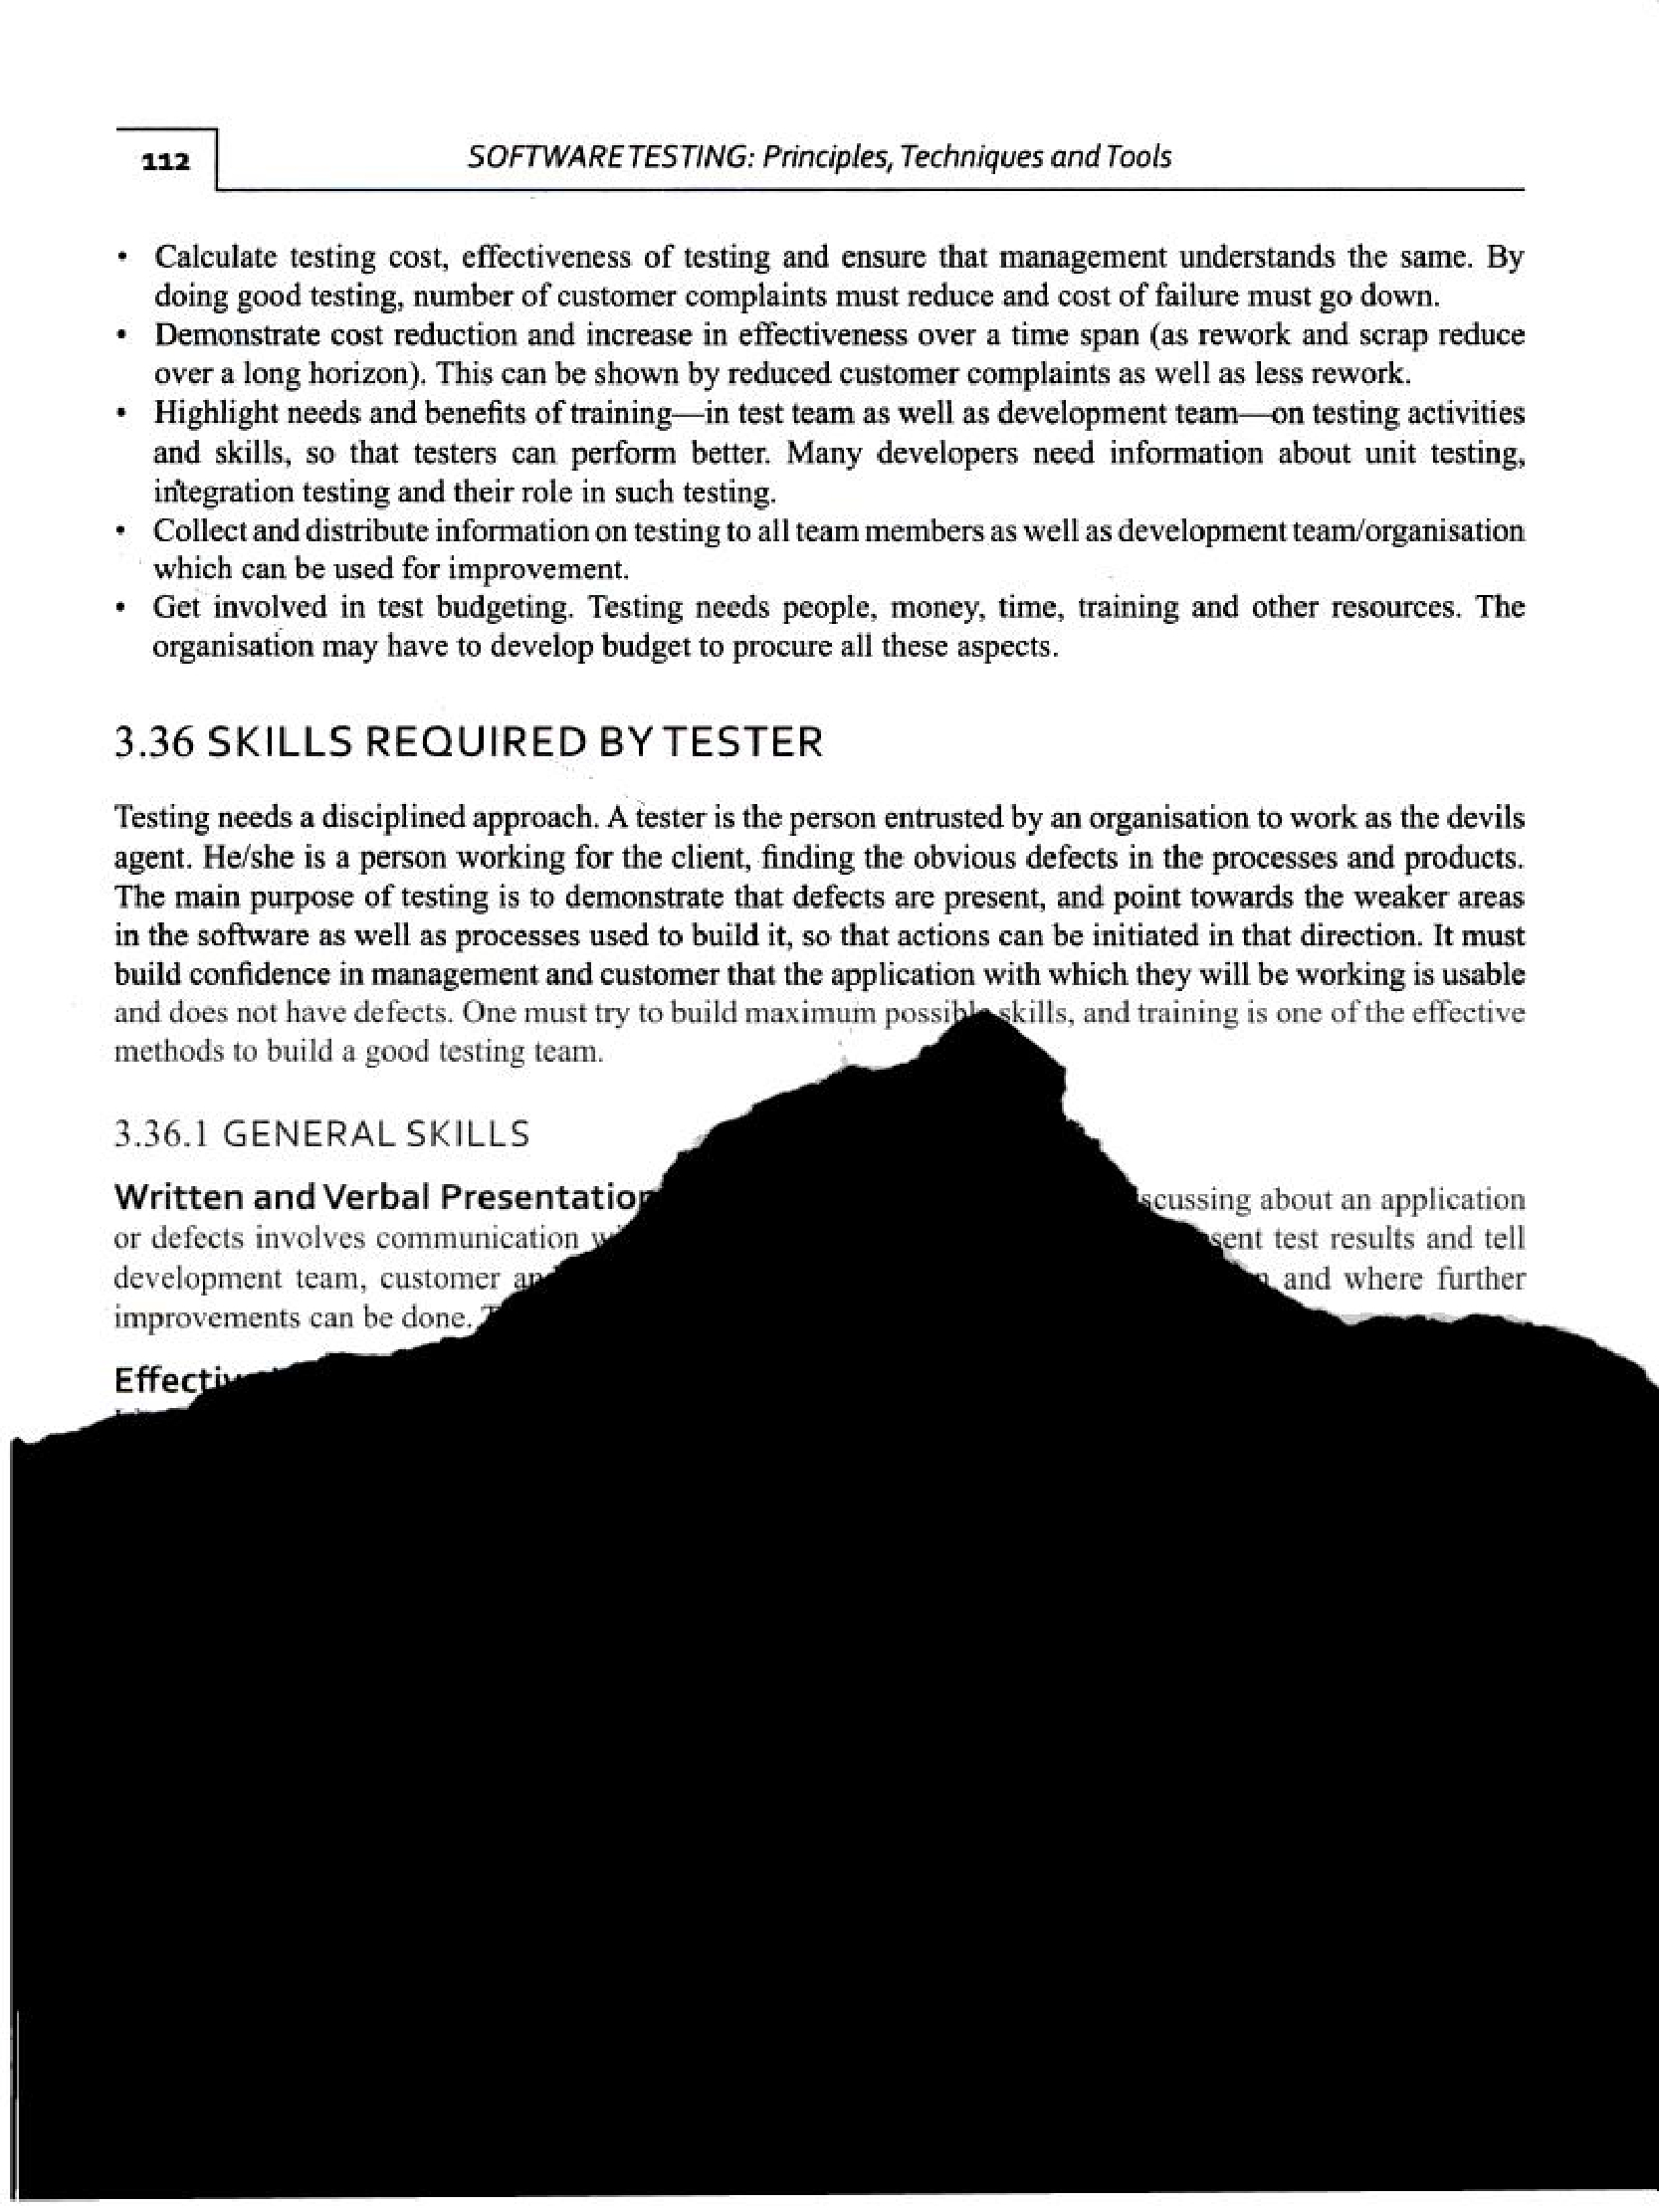 112
SOFTWARE TESTING: Principles, Techniques and Tools
• Calculate testing cost, effectiveness of testing and ensure that management understands the same. By
doing good testing, number of customer complaints must reduce and cost of failure must go down.
• Demonstrate cost reduction and increase in effectiveness over a time span (as rework and scrap reduce
over a long horizon). This can be shown by reduced customer complaints as well as less rework.
• Highlight needs and benefits of training—in test team as well as development team—on testing activities
and skills, so that testers can perform better. Many developers need information about unit testing,
integration testing and their role in such testing.
• Collect and distribute information on testing to all team members as well as development team/organisation
which can be used for improvement.
• Get involved in test budgeting. Testing needs people, money, time, training and other resources. The
organisation may have to develop budget to procure all these aspects.
3.36 SKILLS REQUIRED BY TESTER
Testing needs a disciplined approach. A tester is the person entrusted by an organisation to work as the devils
agent. He/she is a person working for the client, finding the obvious defects in the processes and products.
The main purpose of testing is to demonstrate that defects are present, and point towards the weaker areas
in the software as well as processes used to build it, so that actions can be initiated in that direction. It must
build confidence in management and customer that the application with which they will be working is usable
and does not have defects. One must try to build maximum possible skills, and training is one of the effective
methods to build a good testing team.
3.36.1 GENERAL SKILLS
Written and Verbal about an application
or defects involves communication test results and tell
development team, customer and where further
improvements can be done.